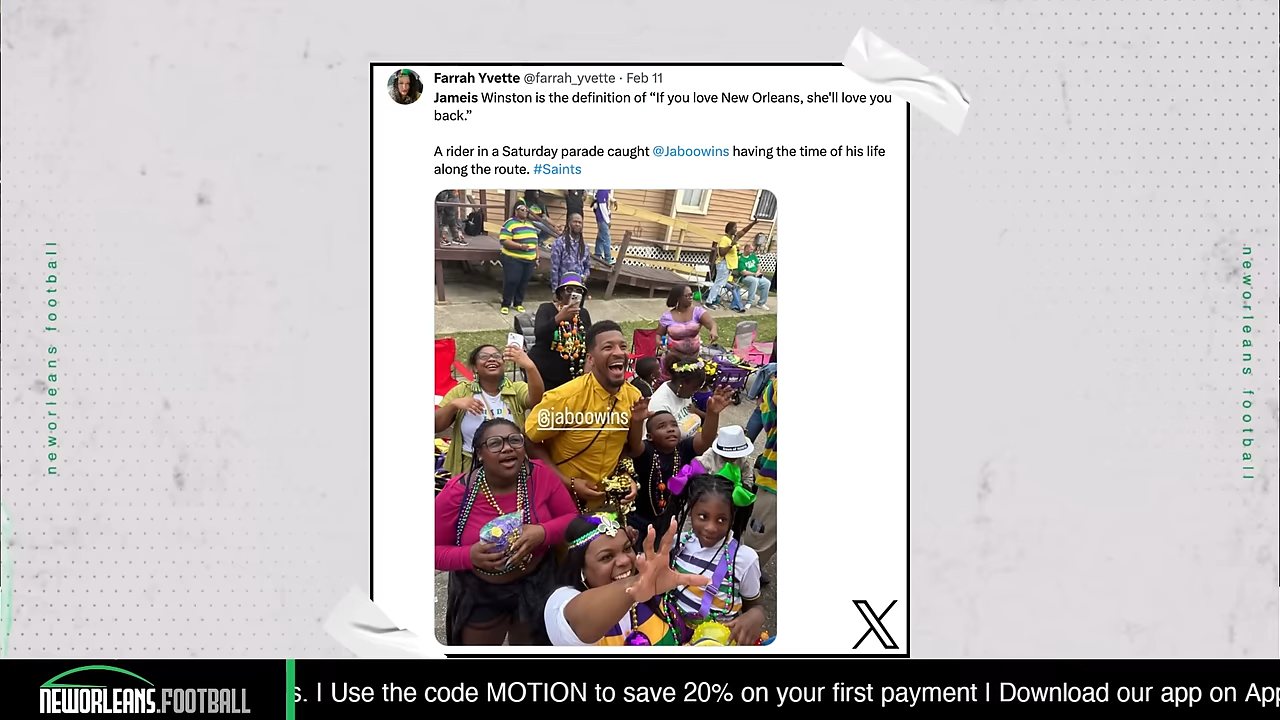 Farrah Yvette @farrah_yvette · Feb 11
Jameis Winston is the definition of “If you love New Orleans, she'll love you
back.”
A rider in a Saturday parade caught @Jaboowins having the time of his life
along the route. #Saints
@jaboowins
neworleans football
neworleans football
NEWORLEANS.FOOTBALL
s. | Use the code MOTION to save 20% on your first payment | Download our app on App